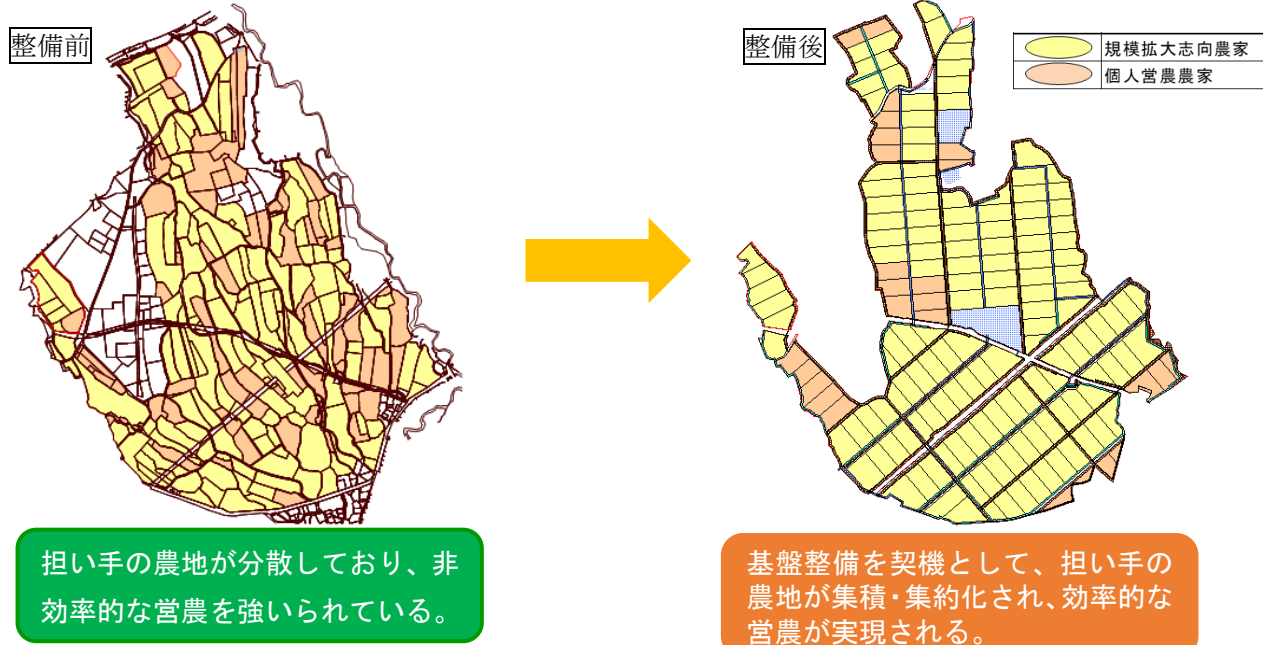 整備前
整備後
規模拡大志向農家
個人営農農家
担い手の農地が分散しており、非
効率的な営農を強いられている。
基盤整備を契機として、担い手の
農地が集積・集約化され、効率的な
営農が実現される。